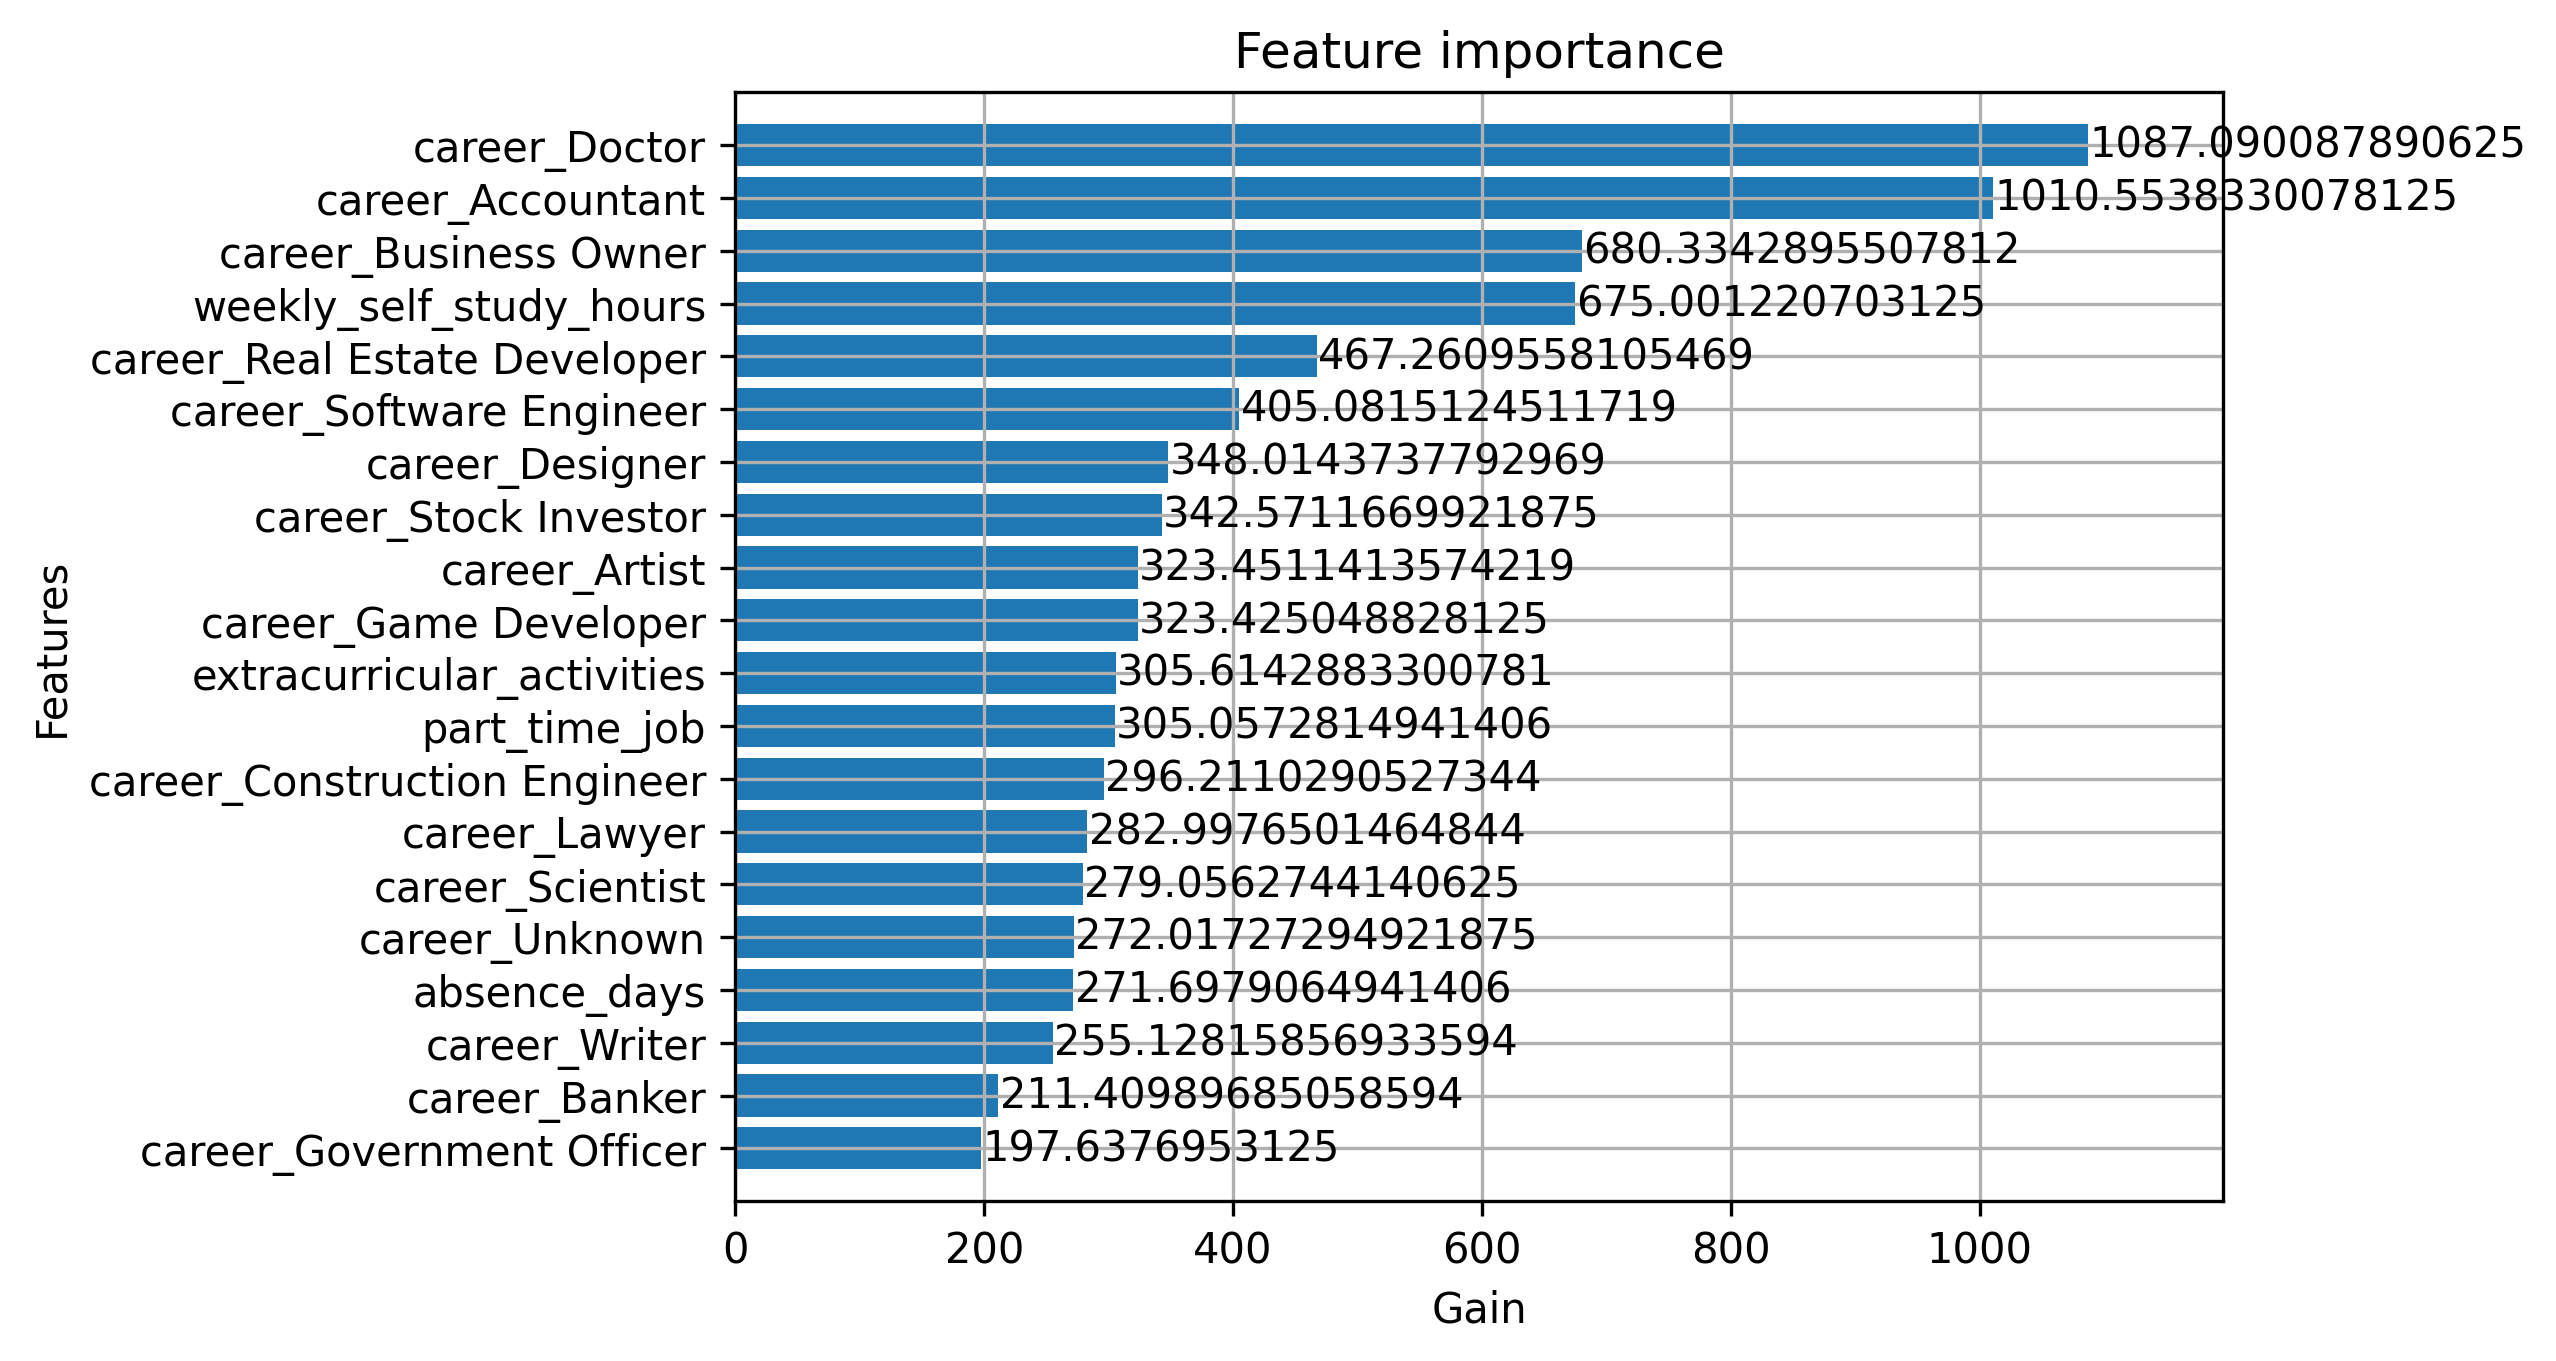 Feature importance
career_Doctor 1087.090087890625
career_Accountant 1010.5538330078125
career_Business Owner 680.3342895507812
weekly_self_study_hours 675.001220703125
career_Real Estate Developer 467.2609558105469
career_Software Engineer 405.0815124511719
career_Designer 348.0143737792969
career_Stock Investor 342.5711669921875
career_Artist 323.4511413574219
career_Game Developer 323.425048828125
extracurricular_activities 305.6142883300781
part_time_job 305.0572814941406
career_Construction Engineer 296.2110290527344
career_Lawyer 282.9976501464844
career_Scientist 279.0562744140625
career_Unknown 272.01727294921875
absence_days 271.6979064941406
career_Writer 255.12815856933594
career_Banker 211.40989685058594
career_Government Officer 197.6376953125
Features
0 200 400 600 800 1000
Gain